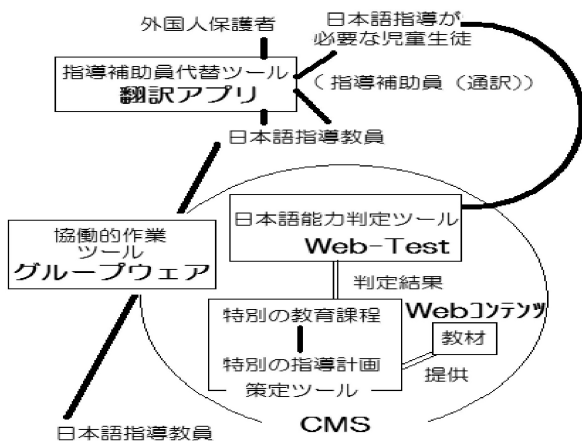 外国人保護者
日本語指導が
必要な児童生徒
指導補助員代替ツール
翻訳アプリ
(指導補助員(通訳))
日本語指導教員
協働的作業
ツール
グループウェア
日本語能力判定ツール
Web-Test
判定結果
Webコンテンツ
特別の教育課程
教材
特別の指導計画
策定ツール
提供
CMS
日本語指導教員